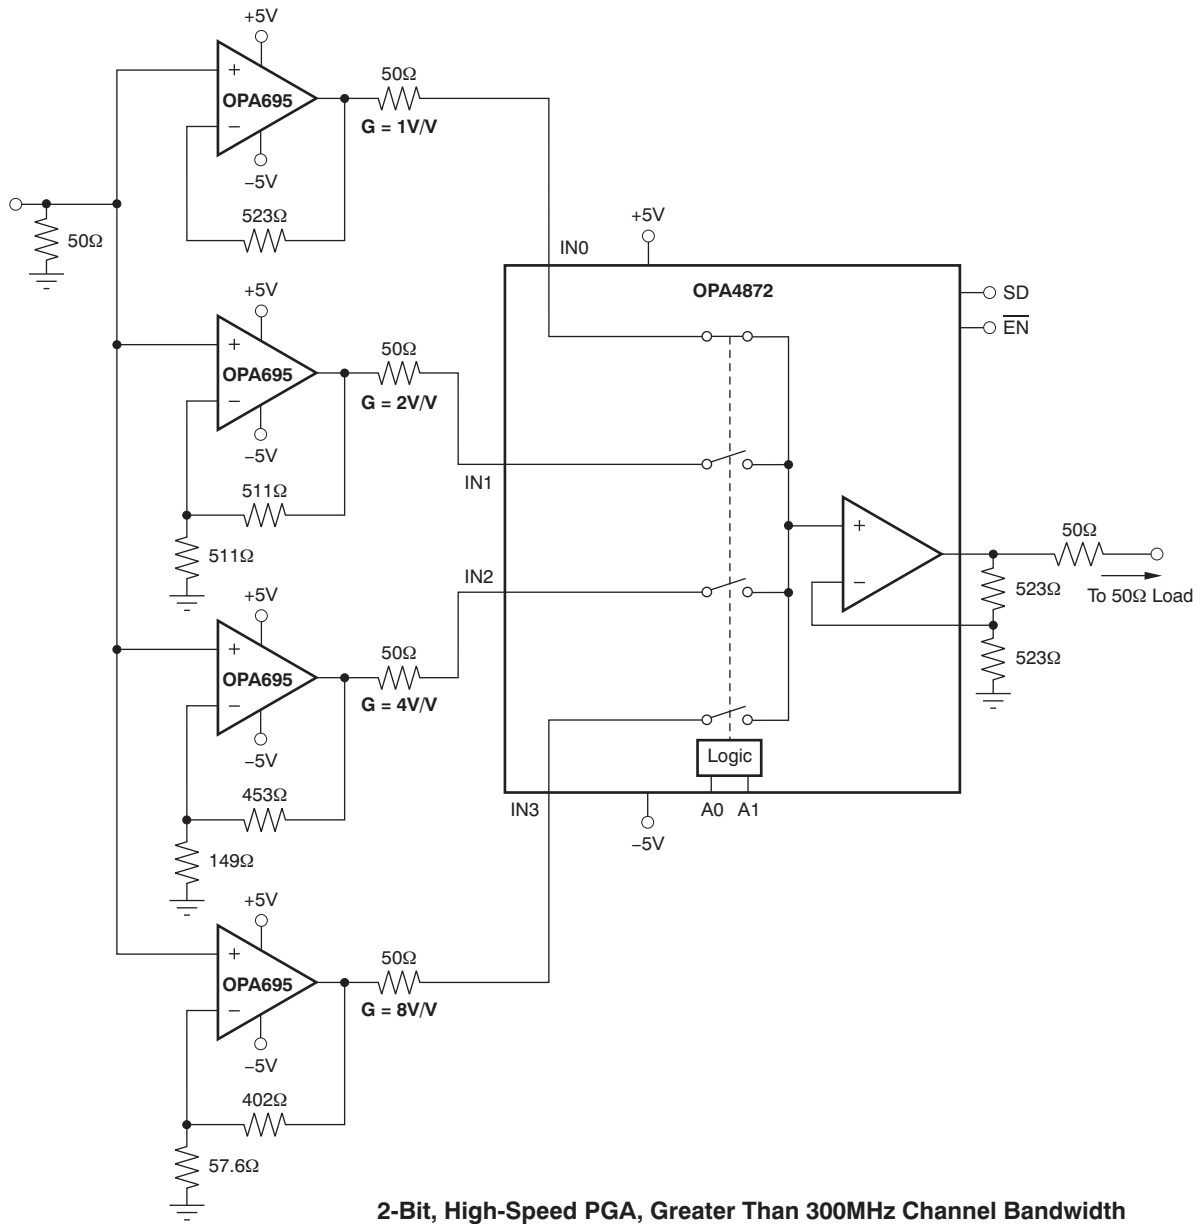 +5V
+
OPA695
−
−5V
50Ω
G = 1V/V
523Ω
50Ω
+5V
+
OPA695
−
−5V
50Ω
G = 2V/V
511Ω
511Ω
+5V
+
OPA695
−
−5V
50Ω
G = 4V/V
453Ω
149Ω
+5V
+
OPA695
−
−5V
50Ω
G = 8V/V
402Ω
57.6Ω
IN0
+5V
OPA4872
SD
EN
IN1
IN2
IN3
Logic
A0 A1
−5V
+
−
50Ω
To 50Ω Load
523Ω
523Ω
2-Bit, High-Speed PGA, Greater Than 300MHz Channel Bandwidth